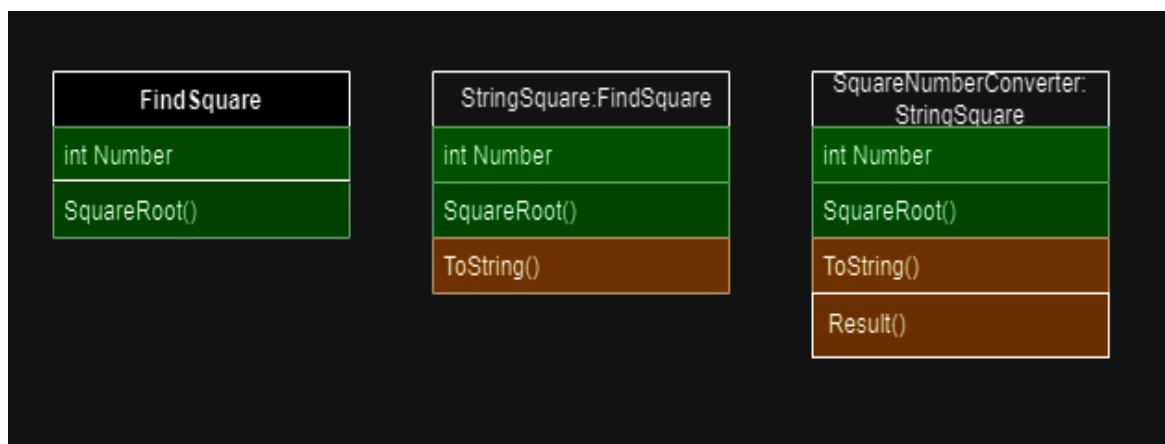 FindSquare
int Number
SquareRoot()
StringSquare:FindSquare
int Number
SquareRoot()
ToString()
SquareNumberConverter:
StringSquare
int Number
SquareRoot()
ToString()
Result()